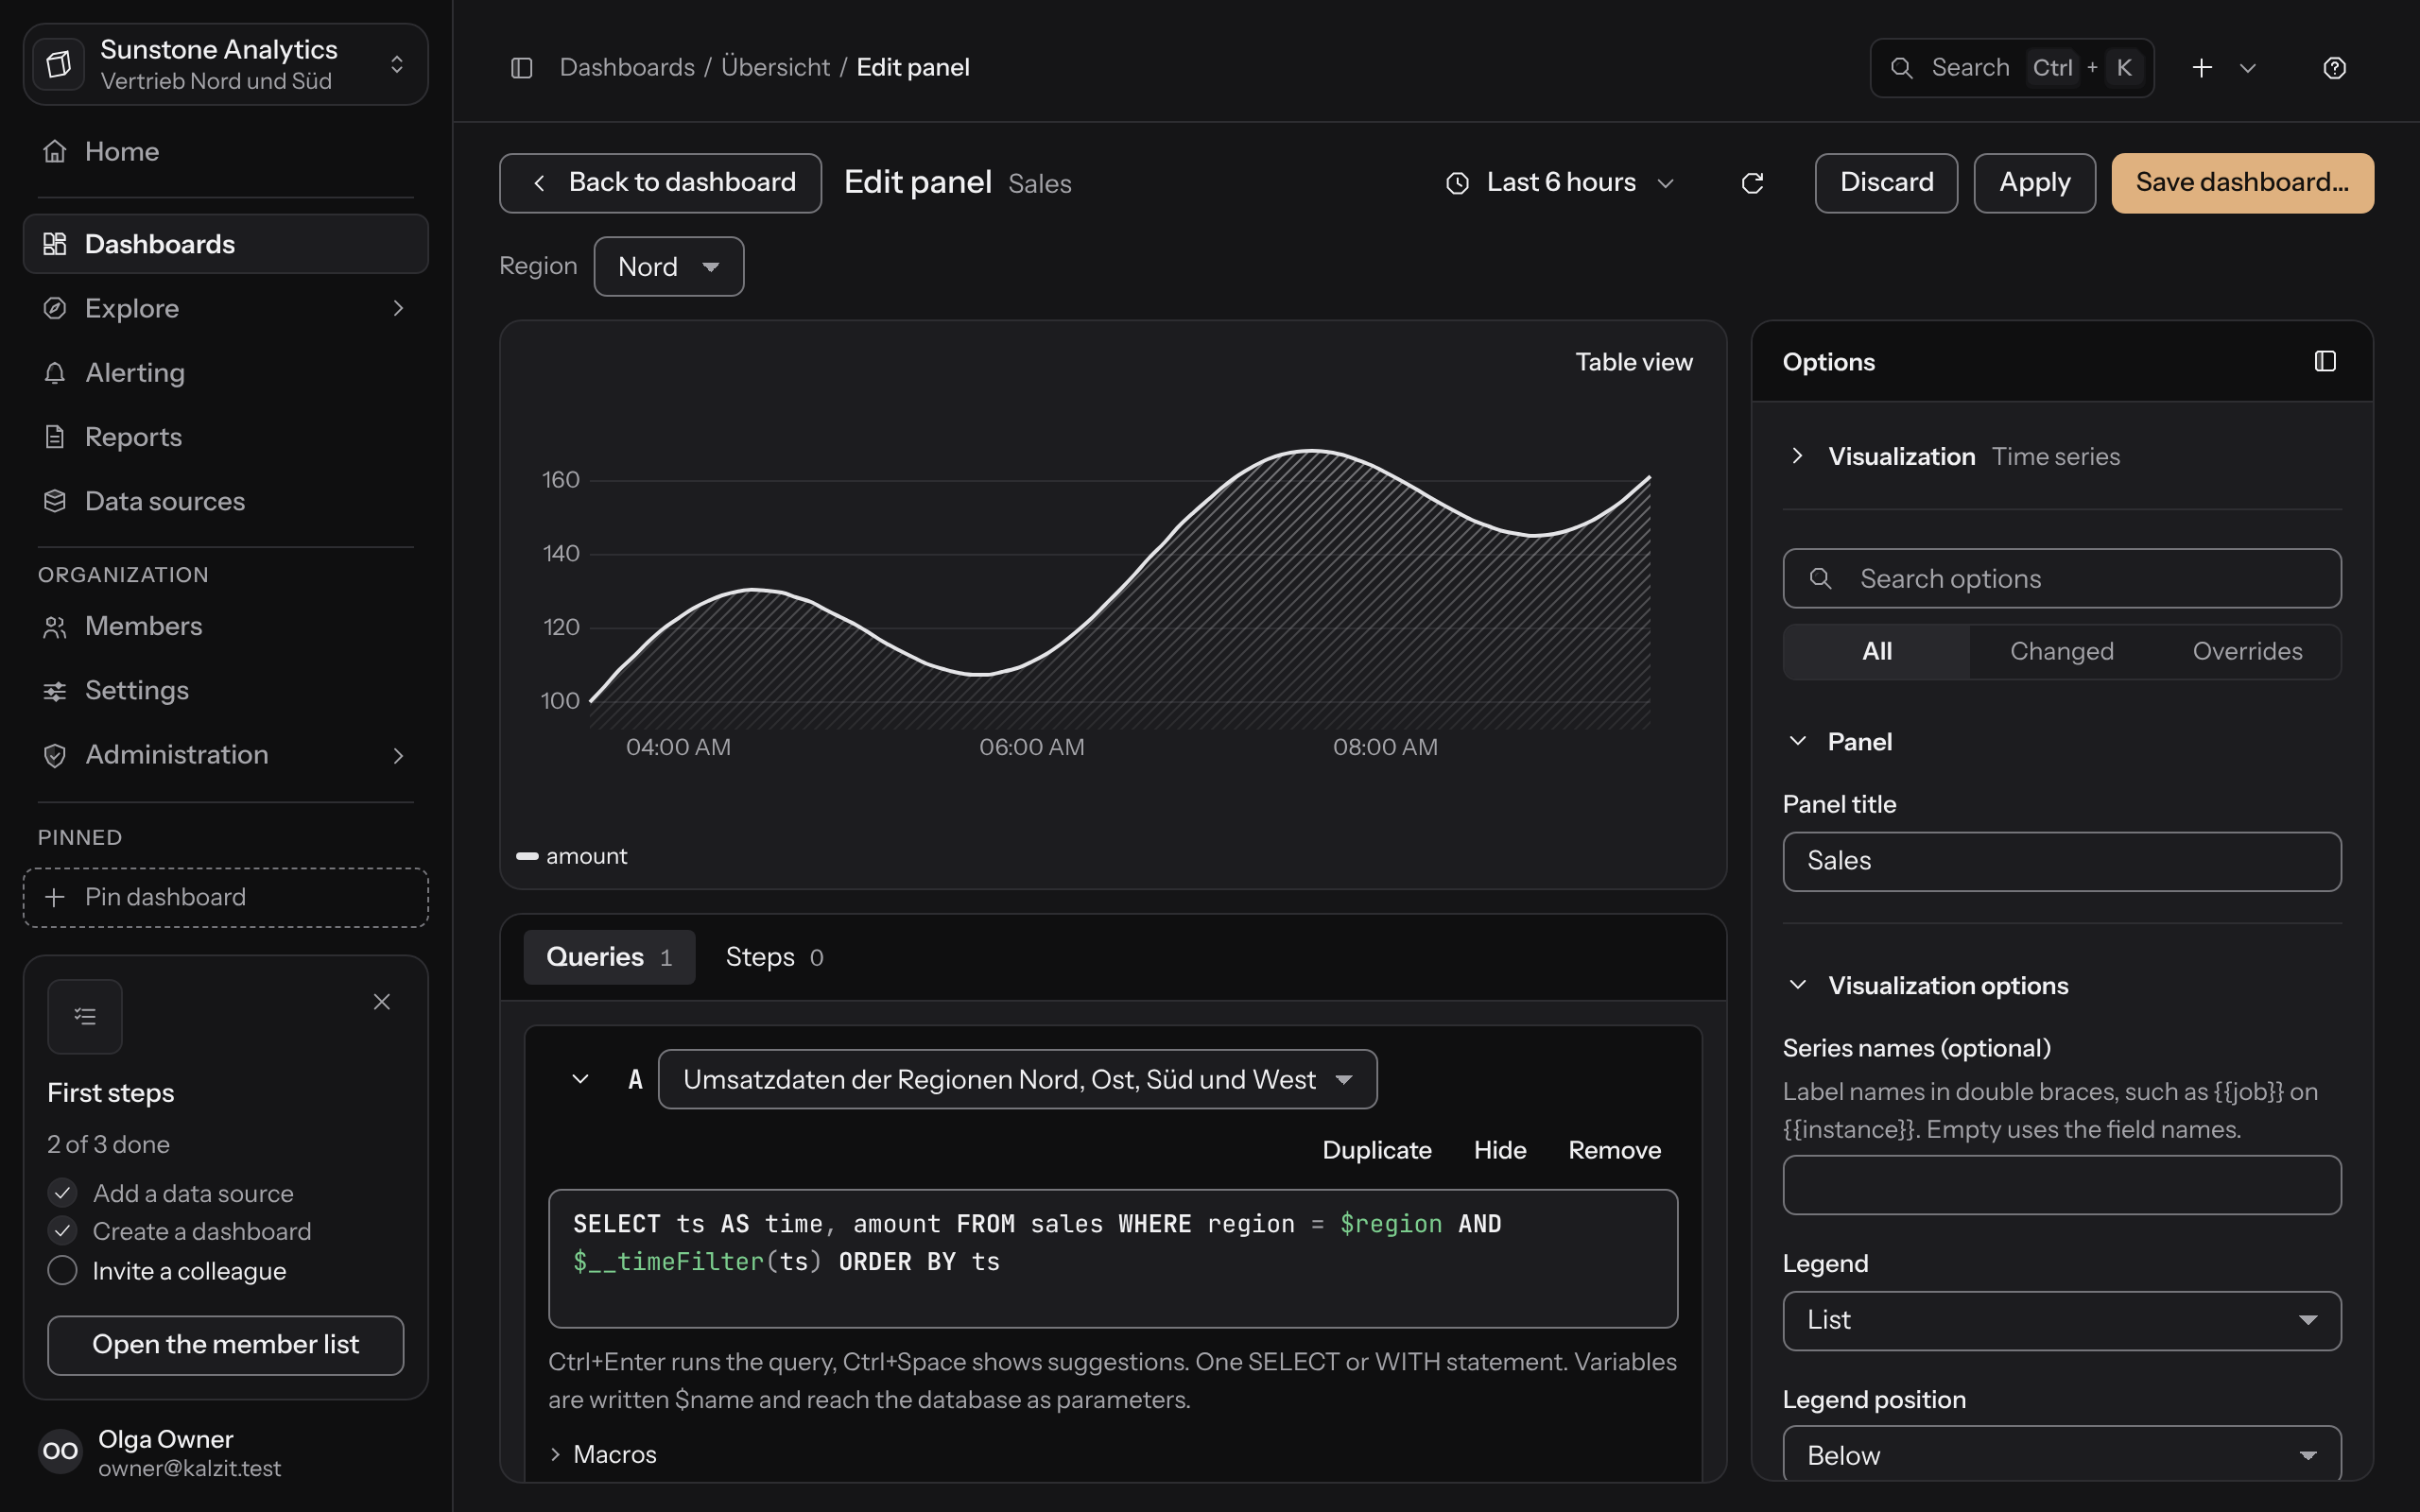 Sunstone Analytics
Vertrieb Nord und Süd
Home
Dashboards
Explore
Alerting
Reports
Data sources
ORGANIZATION
Members
Settings
Administration
PINNED
Pin dashboard
First steps
2 of 3 done
Add a data source
Create a dashboard
Invite a colleague
Open the member list
OO
Olga Owner
owner@kalzit.test
Dashboards / Übersicht / Edit panel
Search Ctrl + K
Back to dashboard
Edit panel Sales
Last 6 hours
Discard
Apply
Save dashboard...
Region
Nord
Table view
160
140
120
100
04:00 AM
06:00 AM
08:00 AM
amount
Queries 1
Steps 0
A
Umsatzdaten der Regionen Nord, Ost, Süd und West
Duplicate
Hide
Remove
SELECT ts AS time, amount FROM sales WHERE region = $region AND
$__timeFilter(ts) ORDER BY ts
Ctrl+Enter runs the query, Ctrl+Space shows suggestions. One SELECT or WITH statement. Variables
are written $name and reach the database as parameters.
Macros
Options
Visualization Time series
Search options
All
Changed
Overrides
Panel
Panel title
Sales
Visualization options
Series names (optional)
Label names in double braces, such as {{job}} on
{{instance}}. Empty uses the field names.
Legend
List
Legend position
Below